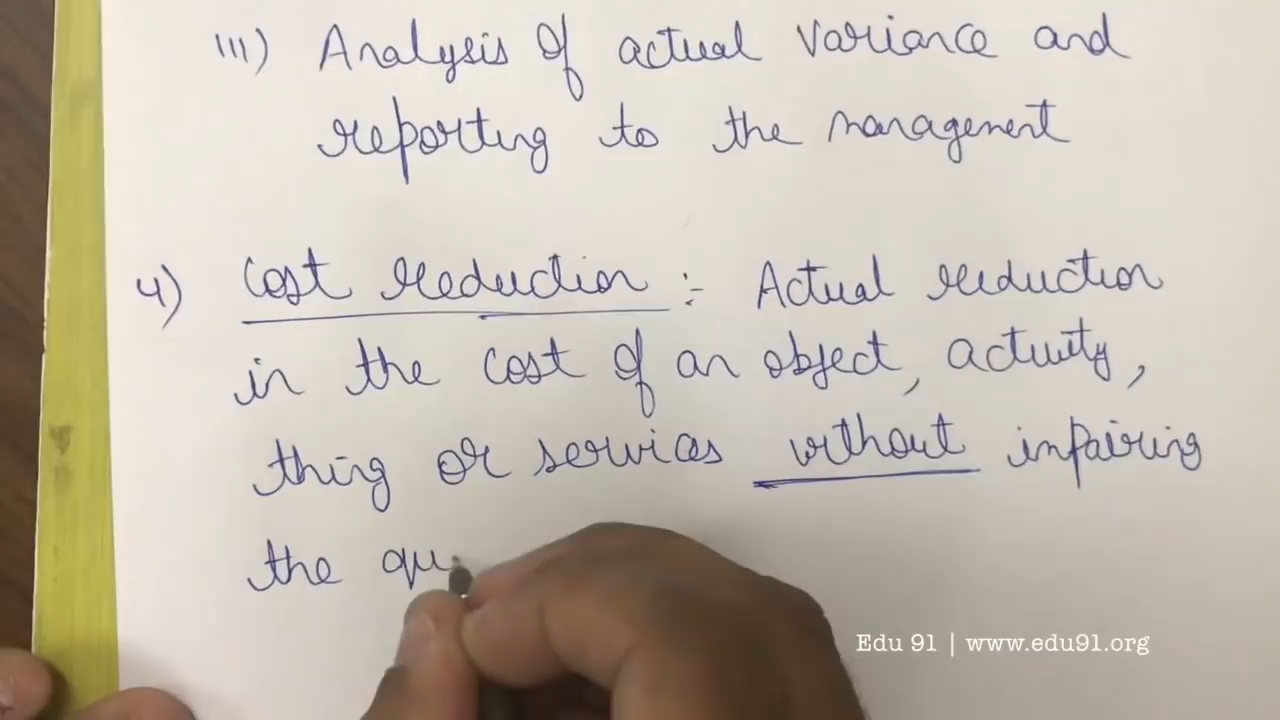 III) Analysis of actual variance and
reporting to the management
4) Cost reduction :- Actual reduction
in the cost of an object, activity,
thing or services without impairing
the qu
Edu 91 | www.edu91.org